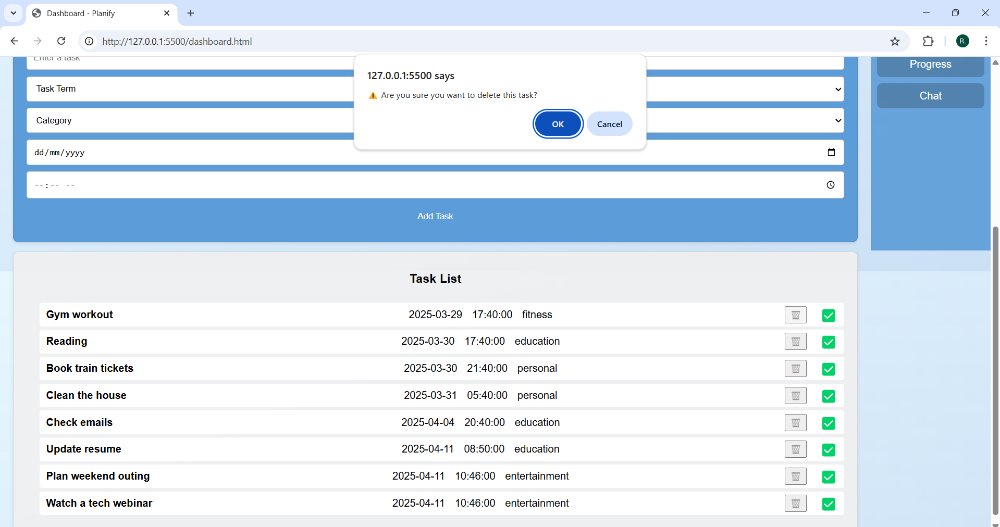 Dashboard - Planify
http://127.0.0.1:5500/dashboard.html
R.
Enter a task
127.0.0.1:5500 says
⚠ Are you sure you want to delete this task?
OK Cancel
Progress
Chat
Task Term
Category
dd/mm/yyyy
--:-- --
Add Task
Task List
Gym workout 2025-03-29 17:40:00 fitness
Reading 2025-03-30 17:40:00 education
Book train tickets 2025-03-30 21:40:00 personal
Clean the house 2025-03-31 05:40:00 personal
Check emails 2025-04-04 20:40:00 education
Update resume 2025-04-11 08:50:00 education
Plan weekend outing 2025-04-11 10:46:00 entertainment
Watch a tech webinar 2025-04-11 10:46:00 entertainment